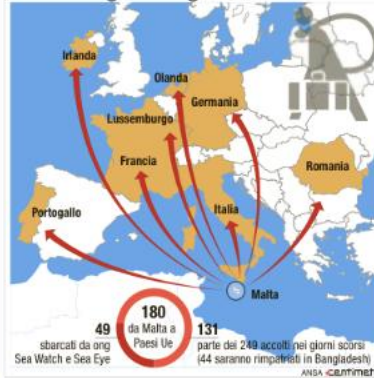 Irlanda
Olanda
Germania
Lussemburgo
Francia
Romania
Italia
Portogallo
Malta
180
da Malta a
Paesi Ue
49
sbarcati da ong
Sea Watch e Sea Eye
131
parte dei 249 accolti nei giorni scorsi
(44 saranno rimpatriati in Bangladesh)
ANSA centimetri